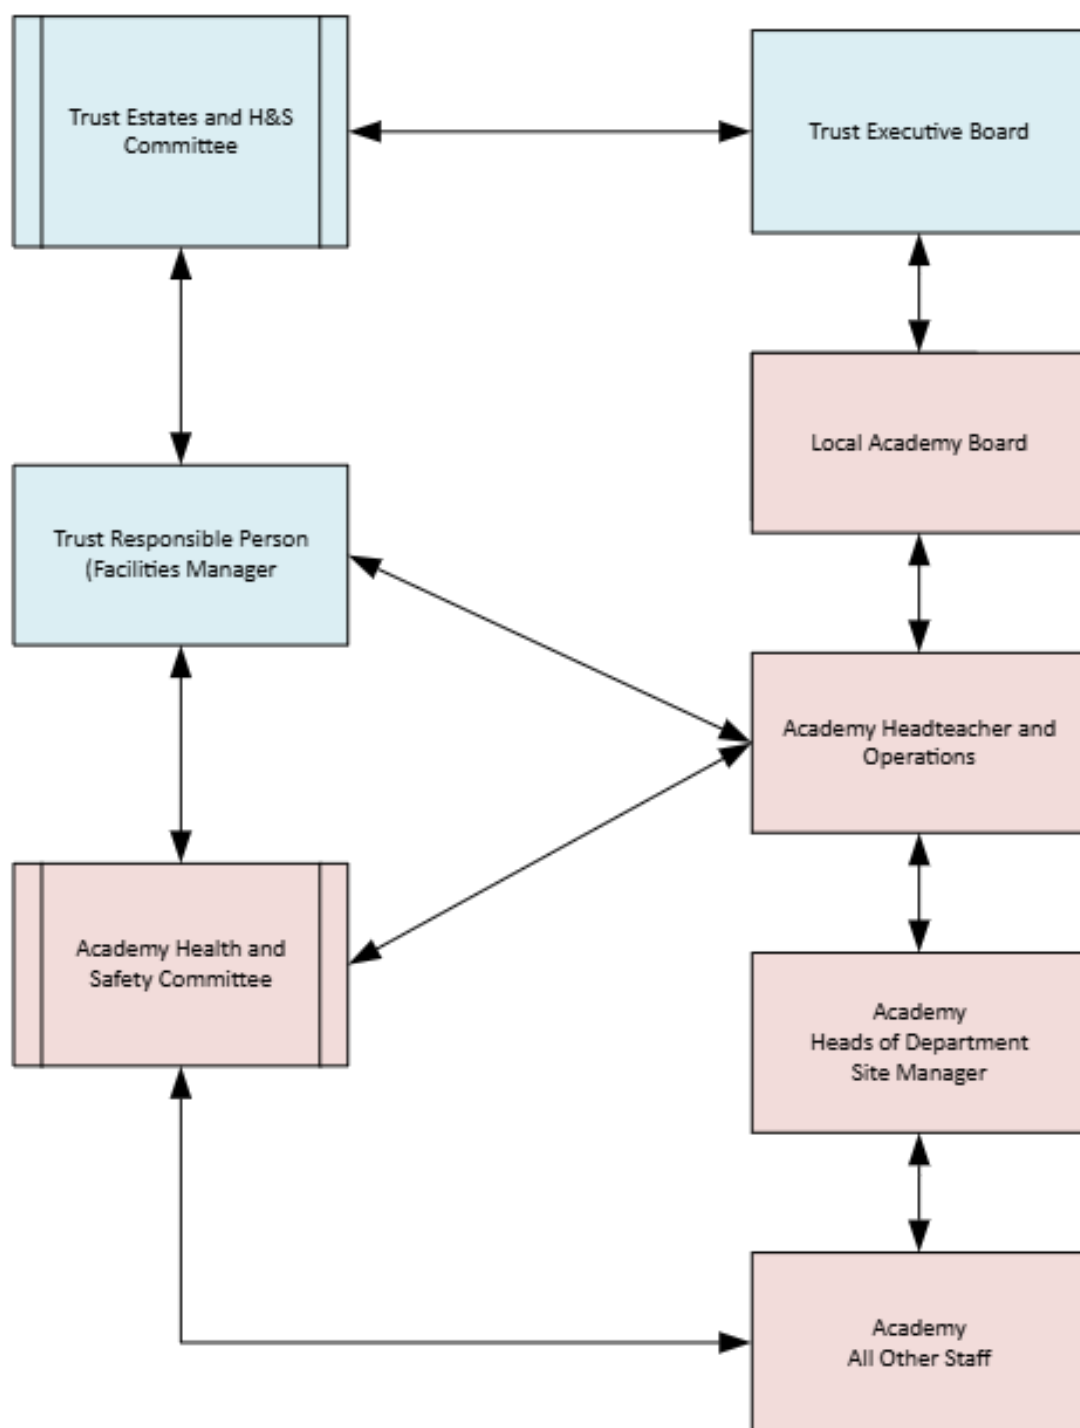 Trust Estates and H&S
Committee
Trust Executive Board
Local Academy Board
Trust Responsible Person
(Facilities Manager
Academy Headteacher and
Operations
Academy Health and
Safety Committee
Academy
Heads of Department
Site Manager
Academy
All Other Staff